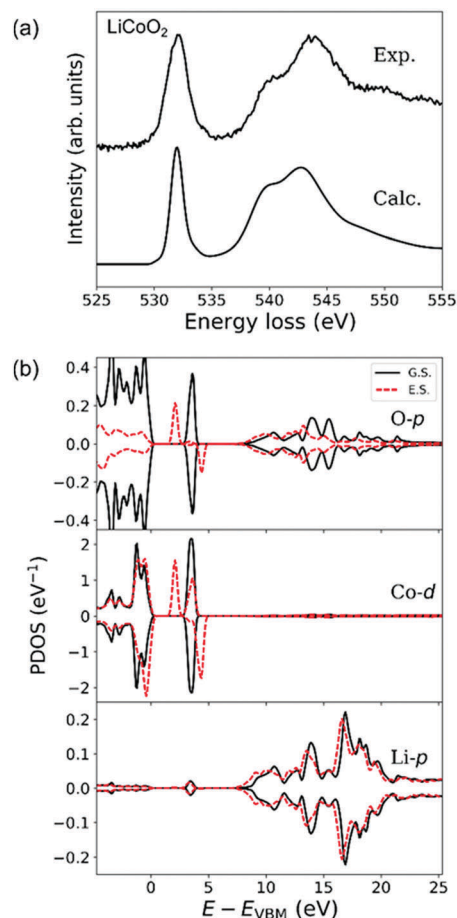 (a)
LiCoO2
Exp.
Calc.
Intensity (arb. units)
525 530 535 540 545 550 555
Energy loss (eV)
(b)
G.S.
E.S.
O-p
0.4
0.2
0.0
−0.2
−0.4
Co-d
2
1
0
−1
−2
PDOS (eV⁻¹)
Li-p
0.2
0.1
0.0
−0.1
−0.2
0 5 10 15 20 25
E − E_VBM (eV)